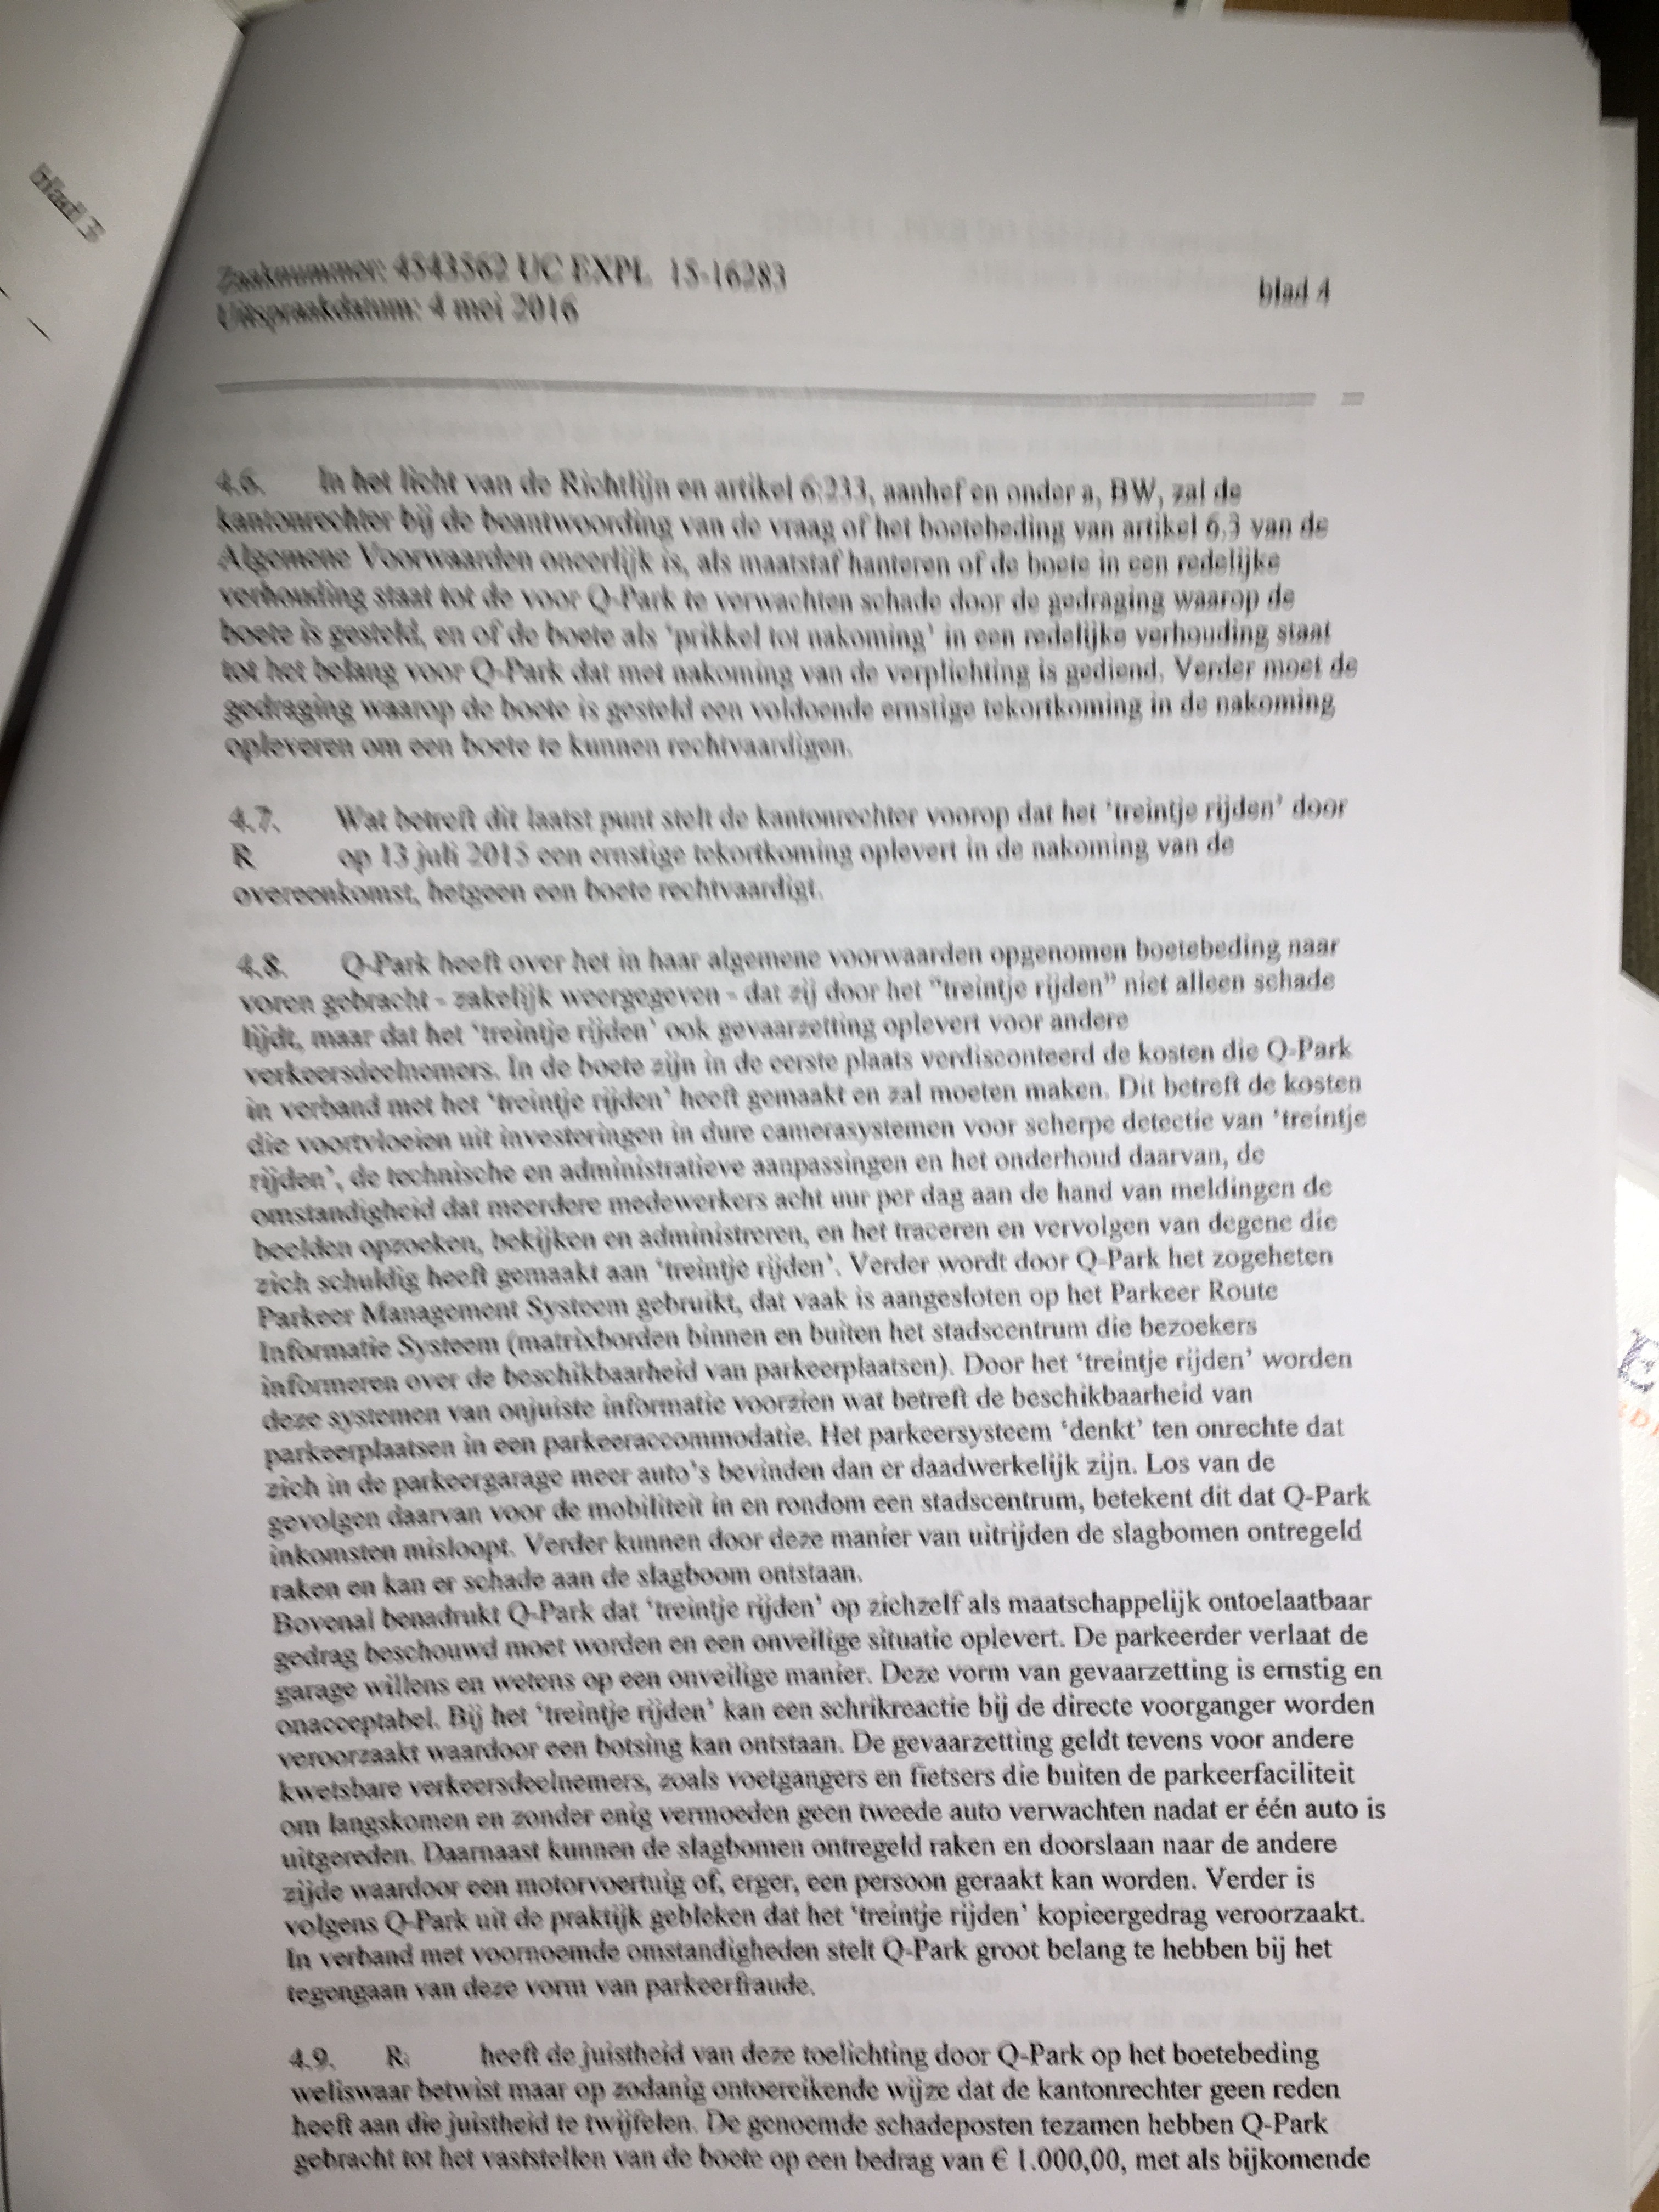 blad 3
Zaaknummer: 4543562 UC EXPL 15-16283
Uitspraakdatum: 4 mei 2016
blad 4
4.6. In het licht van de Richtlijn en artikel 6:233, aanhef en onder a, BW, zal de
kantonrechter bij de beantwoording van de vraag of het boetebeding van artikel 6.3 van de
Algemene Voorwaarden oneerlijk is, als maatstaf hanteren of de boete in een redelijke
verhouding staat tot de voor Q-Park te verwachten schade door de gedraging waarop de
boete is gesteld, en of de boete als 'prikkel tot nakoming' in een redelijke verhouding staat
tot het belang voor Q-Park dat met nakoming van de verplichting is gediend. Verder moet de
gedraging waarop de boete is gesteld een voldoende ernstige tekortkoming in de nakoming
opleveren om een boete te kunnen rechtvaardigen.
4.7. Wat betreft dit laatst punt stelt de kantonrechter voorop dat het 'treintje rijden' door
R op 13 juli 2015 een ernstige tekortkoming oplevert in de nakoming van de
overeenkomst, hetgeen een boete rechtvaardigt.
4.8. Q-Park heeft over het in haar algemene voorwaarden opgenomen boetebeding naar
voren gebracht - zakelijk weergegeven - dat zij door het "treintje rijden" niet alleen schade
lijdt, maar dat het 'treintje rijden' ook gevaarzetting oplevert voor andere
verkeersdeelnemers. In de boete zijn in de eerste plaats verdisconteerd de kosten die Q-Park
in verband met het 'treintje rijden' heeft gemaakt en zal moeten maken. Dit betreft de kosten
die voortvloeien uit investeringen in dure camerasystemen voor scherpe detectie van 'treintje
rijden', de technische en administratieve aanpassingen en het onderhoud daarvan, de
omstandigheid dat meerdere medewerkers acht uur per dag aan de hand van meldingen de
beelden opzoeken, bekijken en administreren, en het traceren en vervolgen van degene die
zich schuldig heeft gemaakt aan 'treintje rijden'. Verder wordt door Q-Park het zogeheten
Parkeer Management Systeem gebruikt, dat vaak is aangesloten op het Parkeer Route
Informatie Systeem (matrixborden binnen en buiten het stadscentrum die bezoekers
informeren over de beschikbaarheid van parkeerplaatsen). Door het 'treintje rijden' worden
deze systemen van onjuiste informatie voorzien wat betreft de beschikbaarheid van
parkeerplaatsen in een parkeeraccommodatie. Het parkeersysteem 'denkt' ten onrechte dat
zich in de parkeergarage meer auto's bevinden dan er daadwerkelijk zijn. Los van de
gevolgen daarvan voor de mobiliteit in en rondom een stadscentrum, betekent dit dat Q-Park
inkomsten misloopt. Verder kunnen door deze manier van uitrijden de slagbomen ontregeld
raken en kan er schade aan de slagboom ontstaan.
Bovenal benadrukt Q-Park dat 'treintje rijden' op zichzelf als maatschappelijk ontoelaatbaar
gedrag beschouwd moet worden en een onveilige situatie oplevert. De parkeerder verlaat de
garage willens en wetens op een onveilige manier. Deze vorm van gevaarzetting is ernstig en
onacceptabel. Bij het 'treintje rijden' kan een schrikreactie bij de directe voorganger worden
veroorzaakt waardoor een botsing kan ontstaan. De gevaarzetting geldt tevens voor andere
kwetsbare verkeersdeelnemers, zoals voetgangers en fietsers die buiten de parkeerfaciliteit
om langskomen en zonder enig vermoeden geen tweede auto verwachten nadat er één auto is
uitgereden. Daarnaast kunnen de slagbomen ontregeld raken en doorslaan naar de andere
zijde waardoor een motorvoertuig of, erger, een persoon geraakt kan worden. Verder is
volgens Q-Park uit de praktijk gebleken dat het 'treintje rijden' kopieergedrag veroorzaakt.
In verband met voornoemde omstandigheden stelt Q-Park groot belang te hebben bij het
tegengaan van deze vorm van parkeerfraude.
4.9. R heeft de juistheid van deze toelichting door Q-Park op het boetebeding
weliswaar betwist maar op zodanig ontoereikende wijze dat de kantonrechter geen reden
heeft aan die juistheid te twijfelen. De genoemde schadeposten tezamen hebben Q-Park
gebracht tot het vaststellen van de boete op een bedrag van € 1.000,00, met als bijkomende